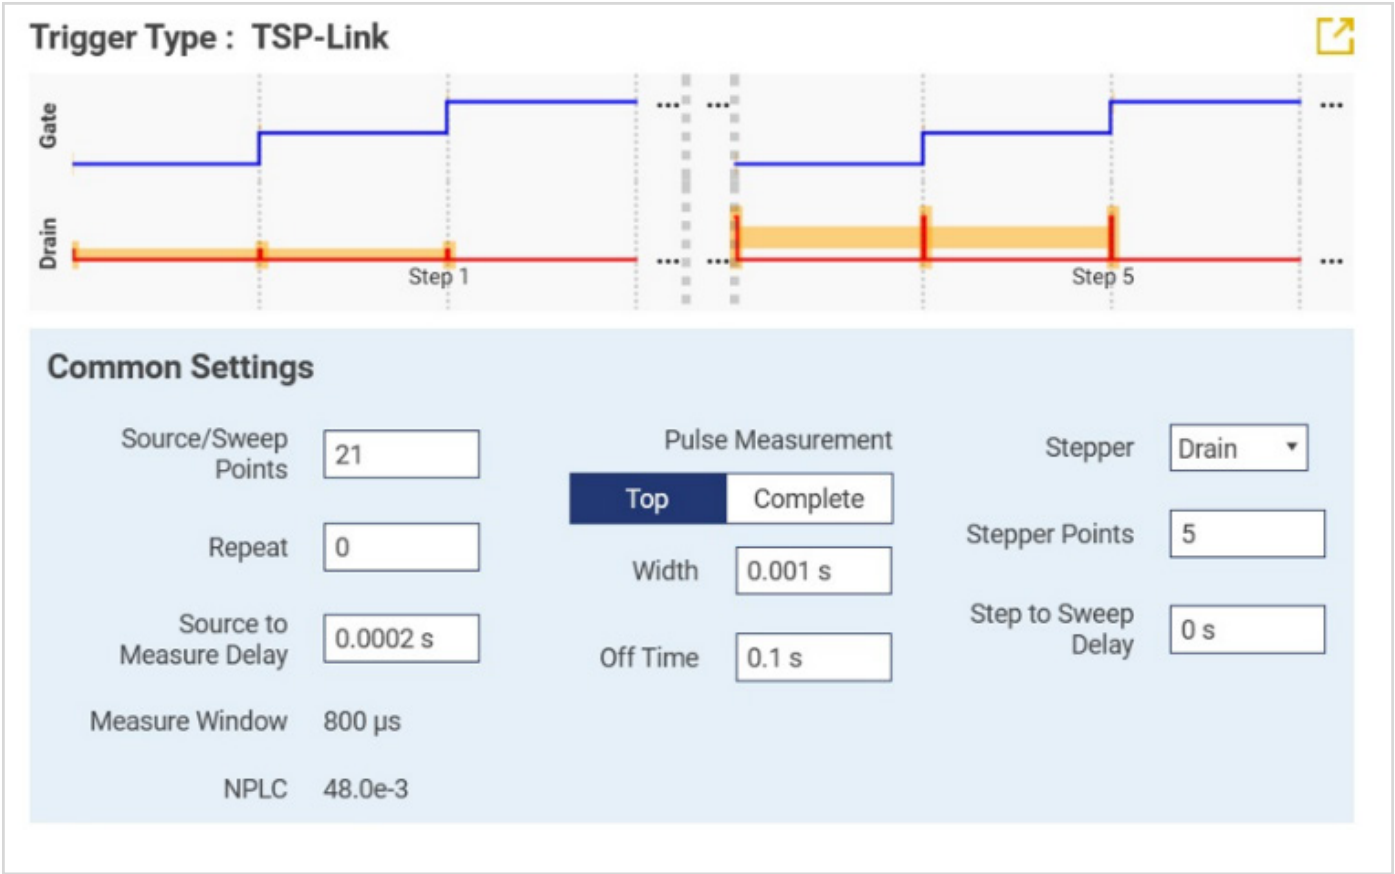 Trigger Type : TSP-Link
Gate
... ... ...
Drain
... ... ...
Step 1
Step 5
Common Settings
Source/Sweep
Points
21
Repeat
0
Source to
Measure Delay
0.0002 s
Measure Window
800 µs
NPLC
48.0e-3
Pulse Measurement
Top
Complete
Width
0.001 s
Off Time
0.1 s
Stepper
Drain
Stepper Points
5
Step to Sweep
Delay
0 s